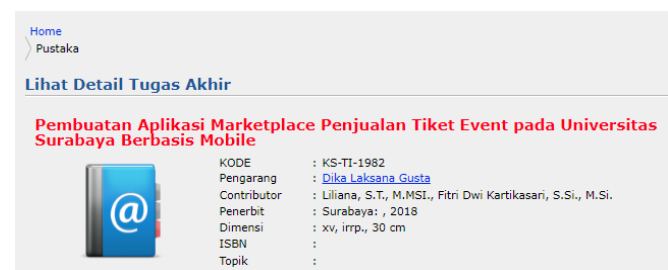 Home
Pustaka
Lihat Detail Tugas Akhir
Pembuatan Aplikasi Marketplace Penjualan Tiket Event pada Universitas
Surabaya Berbasis Mobile
KODE : KS-TI-1982
Pengarang : Dika Laksana Gusta
Contributor : Liliana, S.T., M.MSI., Fitri Dwi Kartikasari, S.Si., M.Si.
Penerbit : Surabaya: , 2018
Dimensi : xv, irrp., 30 cm
ISBN :
Topik :
@